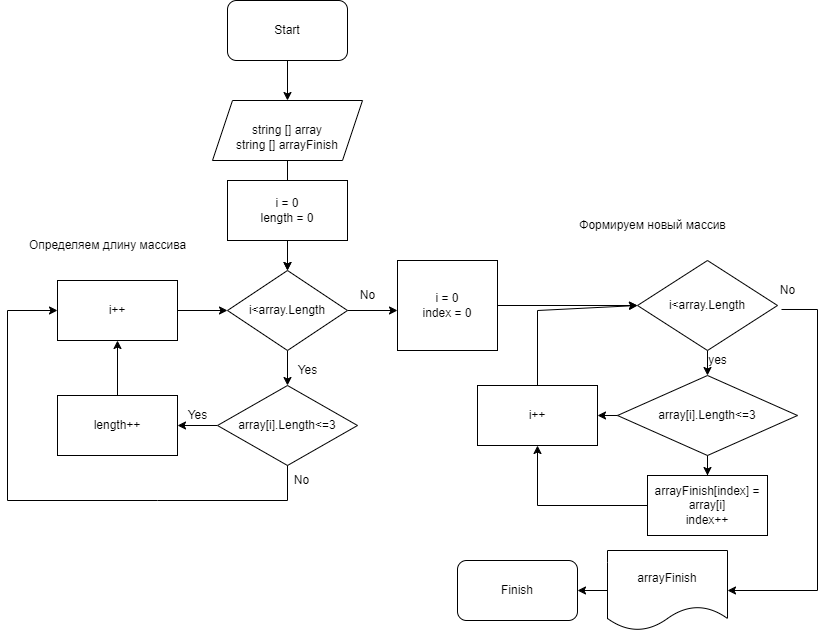 Start
string [] array
string [] arrayFinish
i = 0
length = 0
Определяем длину массива
i++
i<array.Length
No
Yes
length++
Yes
array[i].Length<=3
No
i = 0
index = 0
Формируем новый массив
i<array.Length
No
yes
i++
array[i].Length<=3
arrayFinish[index] =
array[i]
index++
arrayFinish
Finish